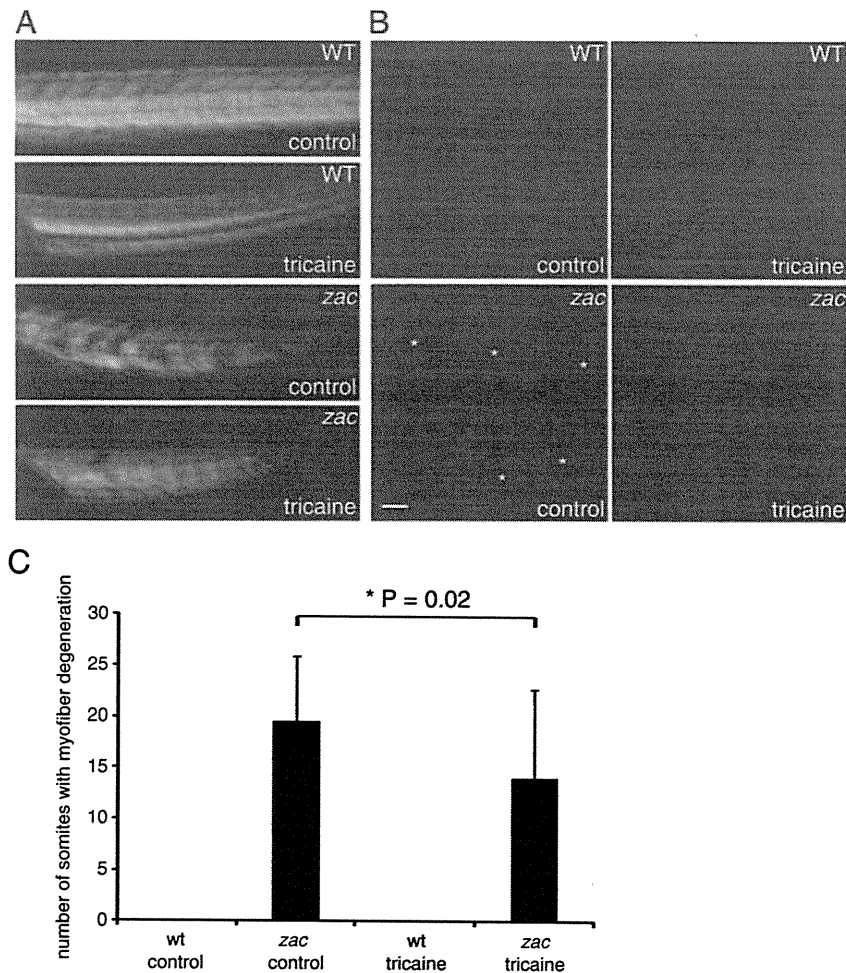 A
B
WT
control
WT
tricaine
zac
control
zac
tricaine
WT
control
WT
tricaine
zac
control
zac
tricaine
C
* P = 0.02
number of somites with myofiber degeneration
30
25
20
15
10
5
0
wt control
zac control
wt tricaine
zac tricaine